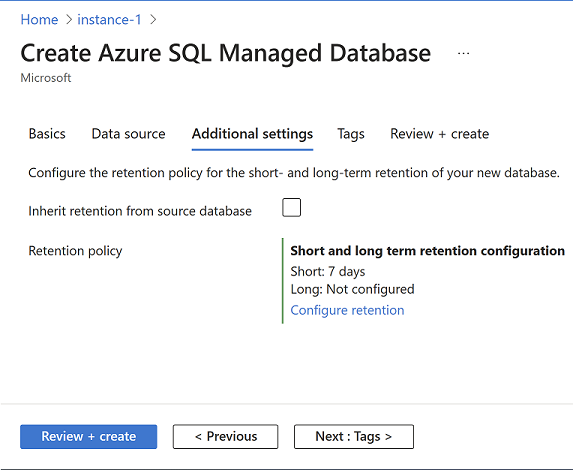 Home > instance-1 >
Create Azure SQL Managed Database ...
Microsoft
Basics Data source Additional settings Tags Review + create
Configure the retention policy for the short- and long-term retention of your new database.
Inherit retention from source database
Retention policy
Short and long term retention configuration
Short: 7 days
Long: Not configured
Configure retention
Review + create < Previous Next : Tags >